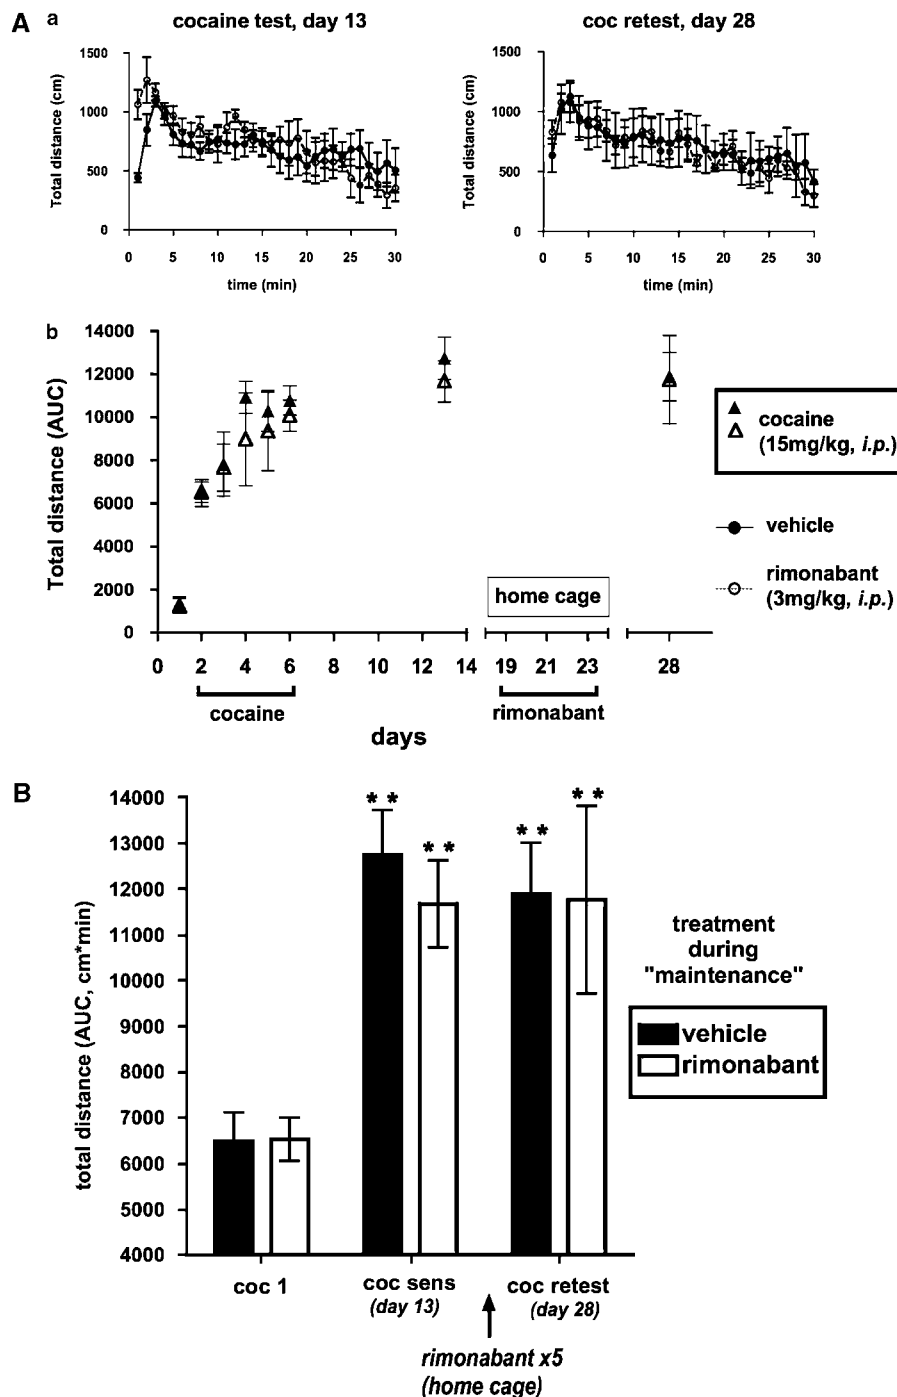 A
a
cocaine test, day 13
coc retest, day 28
Total distance (cm)
1500
1000
500
0
0 5 10 15 20 25 30
time (min)
Total distance (cm)
1500
1000
500
0
0 5 10 15 20 25 30
time (min)
b
Total distance (AUC)
14000
12000
10000
8000
6000
4000
2000
0
0 2 4 6 8 10 12 14 19 21 23 28
home cage
cocaine
rimonabant
days
cocaine
(15mg/kg, i.p.)
vehicle
rimonabant
(3mg/kg, i.p.)
B
total distance (AUC, cm*min)
14000
13000
12000
11000
10000
9000
8000
7000
6000
5000
4000
* *
* *
* *
* *
coc 1
coc sens
(day 13)
coc retest
(day 28)
rimonabant x5
(home cage)
treatment
during
"maintenance"
vehicle
rimonabant